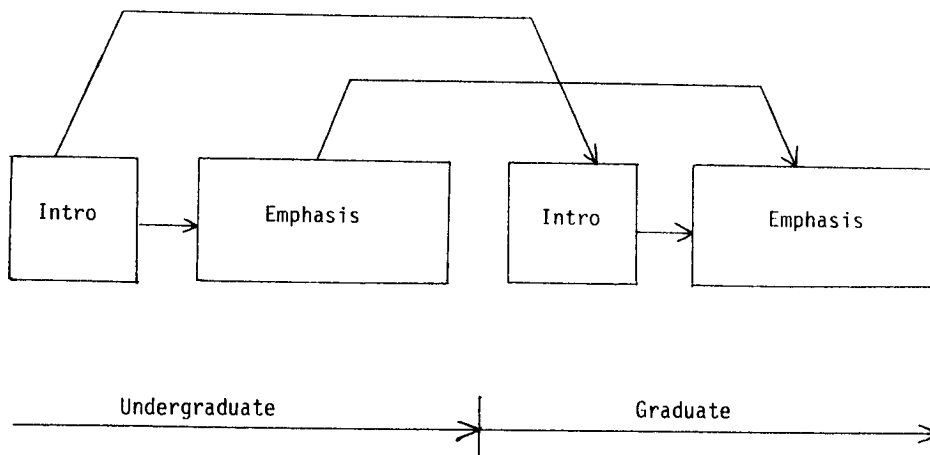 Intro
Emphasis
Intro
Emphasis
Undergraduate
Graduate